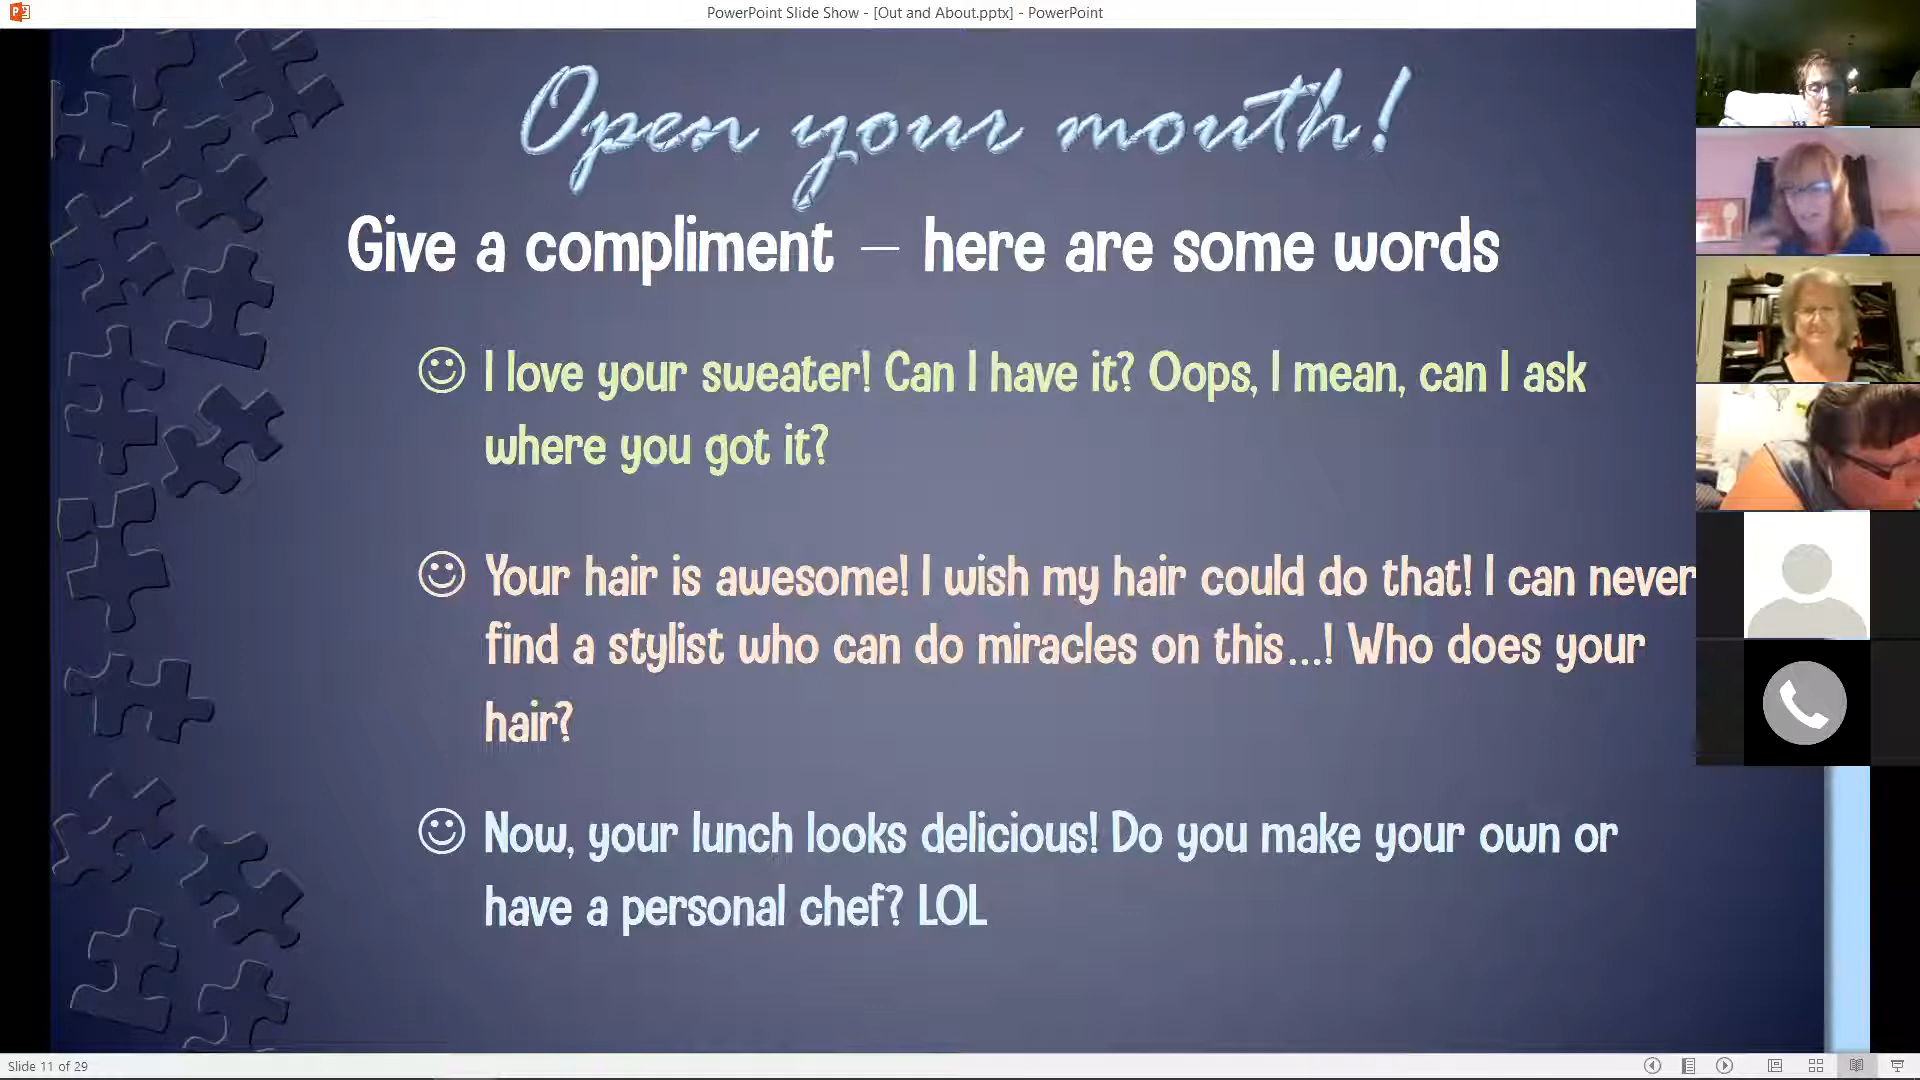 PowerPoint Slide Show - [Out and About.pptx] - PowerPoint
Open your mouth!
Give a compliment – here are some words
I love your sweater! Can I have it? Oops, I mean, can I ask
where you got it?
Your hair is awesome! I wish my hair could do that! I can never
find a stylist who can do miracles on this...! Who does your
hair?
Now, your lunch looks delicious! Do you make your own or
have a personal chef? LOL
Slide 11 of 29